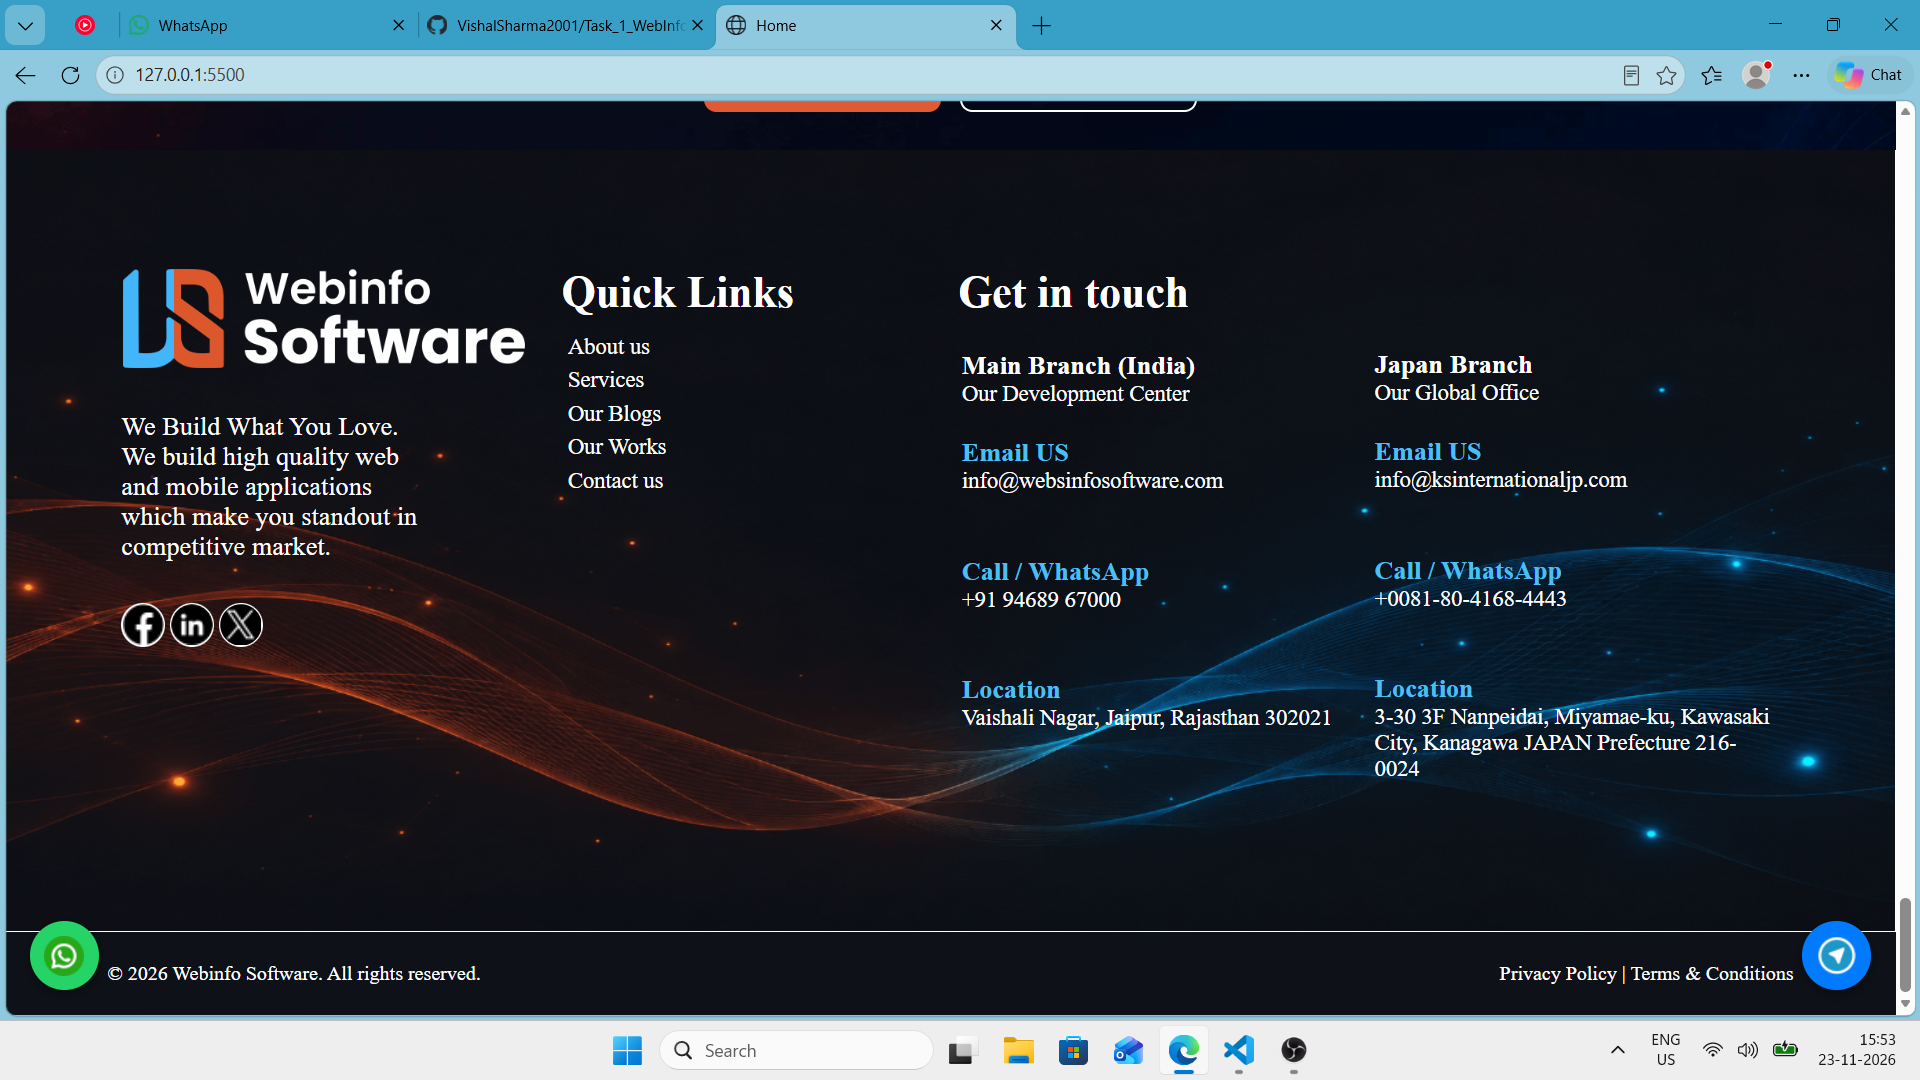 WhatsApp
VishalSharma2001/Task_1_WebInfo
Home
127.0.0.1:5500
Chat
Webinfo
Software
We Build What You Love.
We build high quality web
and mobile applications
which make you standout in
competitive market.
Quick Links
About us
Services
Our Blogs
Our Works
Contact us
Get in touch
Main Branch (India)
Our Development Center
Email US
info@websinfosoftware.com
Call / WhatsApp
+91 94689 67000
Location
Vaishali Nagar, Jaipur, Rajasthan 302021
Japan Branch
Our Global Office
Email US
info@ksinternationaljp.com
Call / WhatsApp
+0081-80-4168-4443
Location
3-30 3F Nanpeidai, Miyamae-ku, Kawasaki
City, Kanagawa JAPAN Prefecture 216-
0024
© 2026 Webinfo Software. All rights reserved.
Privacy Policy | Terms & Conditions
Search
ENG
US
15:53
23-11-2026